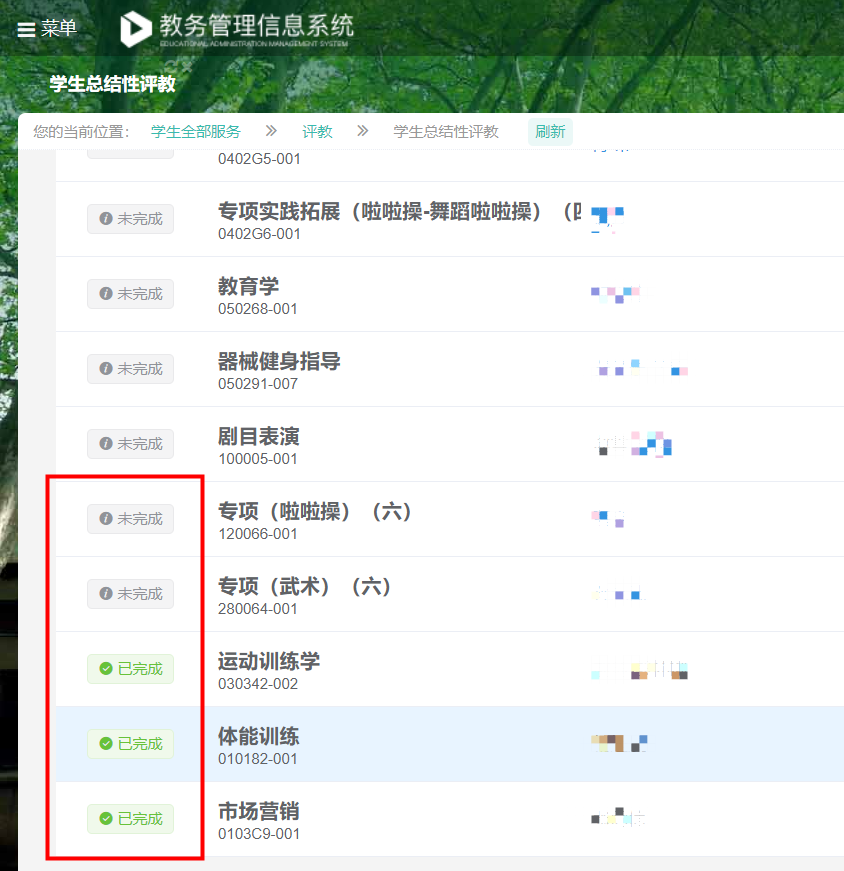 菜单
教务管理信息系统
EDUCATIONAL ADMINISTRATION MANAGEMENT SYSTEM
学生总结性评教
您的当前位置: 学生全部服务 » 评教 » 学生总结性评教 刷新
0402G5-001
未完成 专项实践拓展（啦啦操-舞蹈啦啦操）（四
0402G6-001
未完成 教育学
050268-001
未完成 器械健身指导
050291-007
未完成 剧目表演
100005-001
未完成 专项（啦啦操）（六）
120066-001
未完成 专项（武术）（六）
280064-001
已完成 运动训练学
030342-002
已完成 体能训练
010182-001
已完成 市场营销
0103C9-001